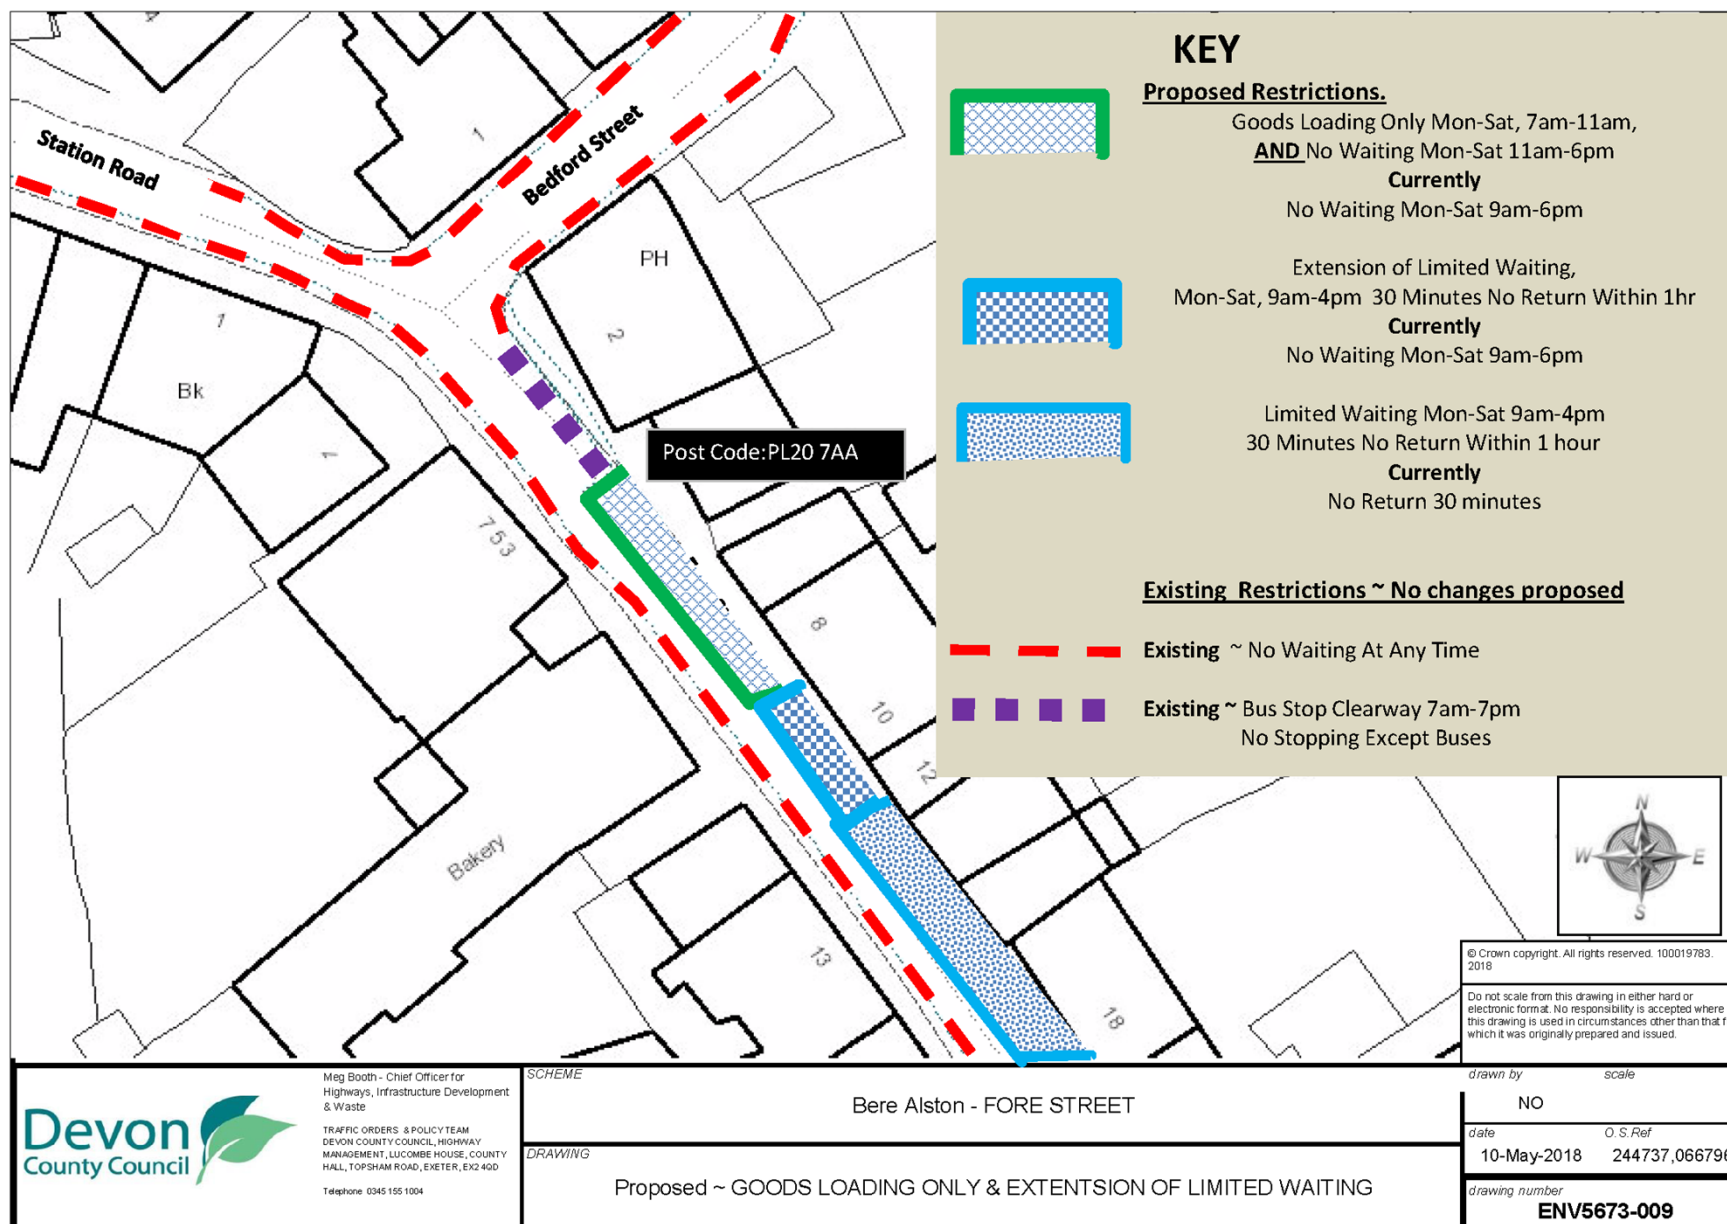 KEY
Proposed Restrictions.
Goods Loading Only Mon-Sat, 7am-11am,
AND No Waiting Mon-Sat 11am-6pm
Currently
No Waiting Mon-Sat 9am-6pm
Extension of Limited Waiting,
Mon-Sat, 9am-4pm 30 Minutes No Return Within 1hr
Currently
No Waiting Mon-Sat 9am-6pm
Limited Waiting Mon-Sat 9am-4pm
30 Minutes No Return Within 1 hour
Currently
No Return 30 minutes
Existing Restrictions ~ No changes proposed
Existing ~ No Waiting At Any Time
Existing ~ Bus Stop Clearway 7am-7pm
No Stopping Except Buses
Station Road
Bedford Street
1
PH
2
1
Bk
Post Code:PL20 7AA
7 5 3
8
10
12
Bakery
13
18
N
W
E
S
© Crown copyright. All rights reserved. 100019783.
2018
Do not scale from this drawing in either hard or
electronic format. No responsibility is accepted where
this drawing is used in circumstances other than that f
which it was originally prepared and issued.
Devon
County Council
Meg Booth - Chief Officer for
Highways, Infrastructure Development
& Waste
TRAFFIC ORDERS & POLICY TEAM
DEVON COUNTY COUNCIL, HIGHWAY
MANAGEMENT, LUCOMBE HOUSE, COUNTY
HALL, TOPSHAM ROAD, EXETER, EX2 4QD
Telephone 0345 155 1004
SCHEME
Bere Alston - FORE STREET
DRAWING
Proposed ~ GOODS LOADING ONLY & EXTENTSION OF LIMITED WAITING
drawn by scale
NO
date O.S.Ref
10-May-2018 244737,066796
drawing number
ENV5673-009